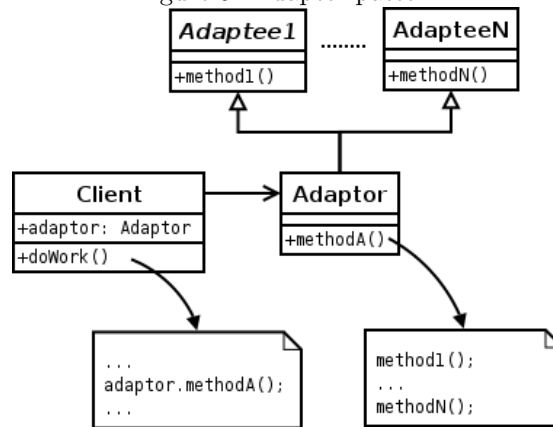 Adaptee1
........
AdapteeN
+method1()
+methodN()
Client
Adaptor
+adaptor: Adaptor
+doWork()
+methodA()
...
adaptor.methodA();
...
method1();
...
methodN();